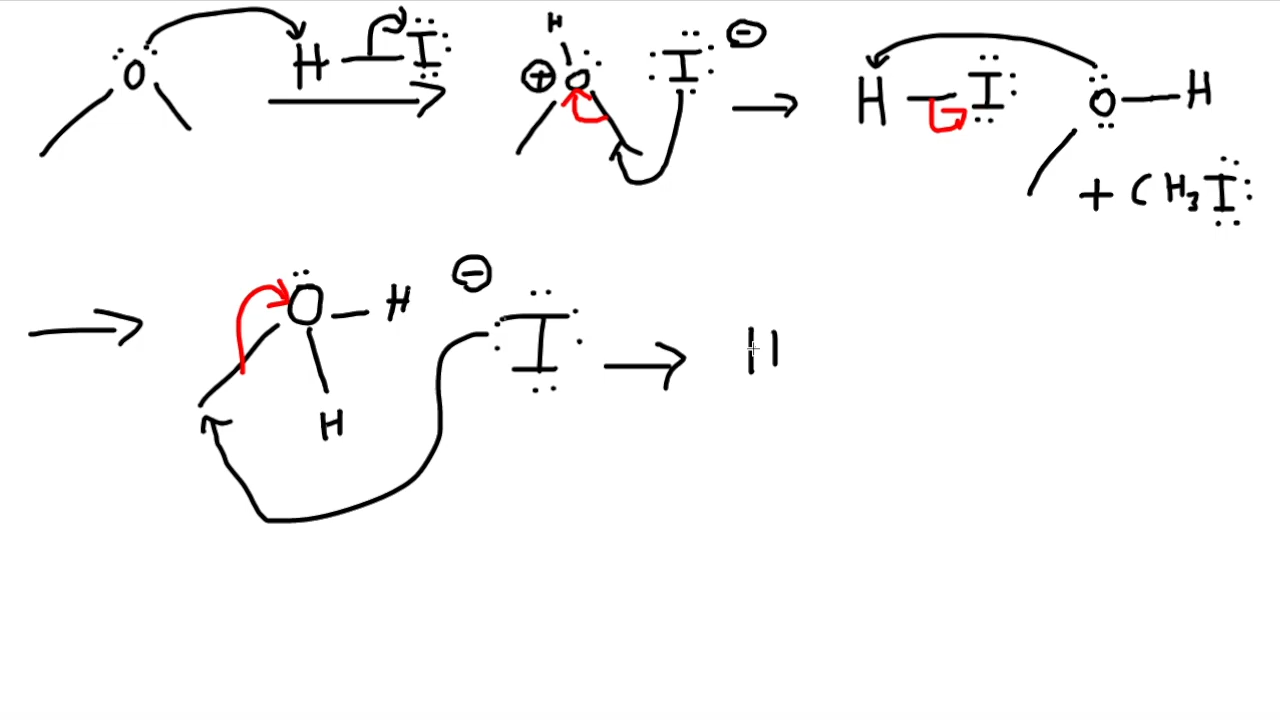 H
O H I + O I − H I O H
+ CH3I
O H − I H
H